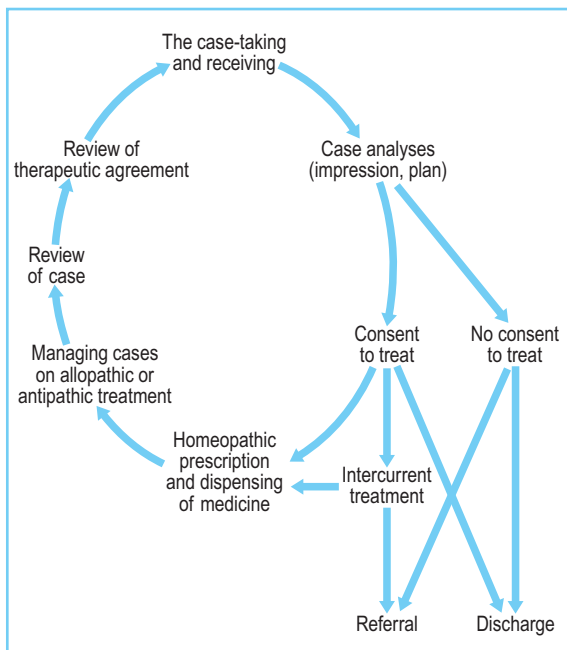 The case-taking
and receiving
Case analyses
(impression, plan)
Review of
therapeutic agreement
Review
of case
Consent
to treat
No consent
to treat
Managing cases
on allopathic or
antipathic treatment
Homeopathic
prescription
and dispensing
of medicine
Intercurrent
treatment
Referral
Discharge